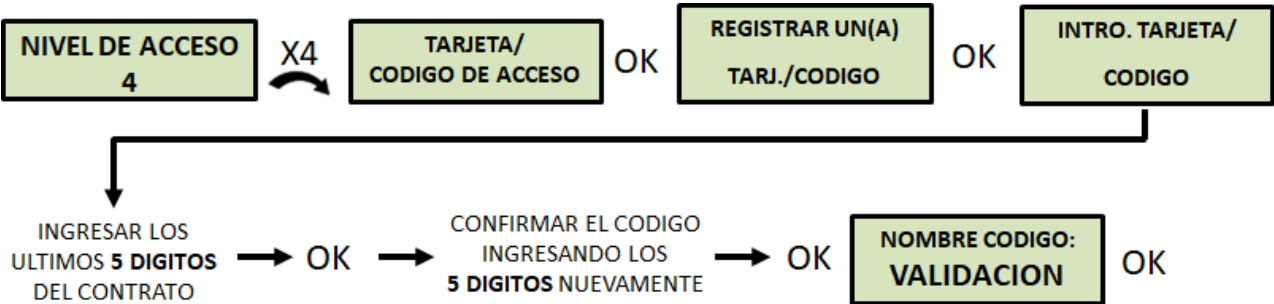 NIVEL DE ACCESO
4
X4
TARJETA/
CODIGO DE ACCESO
OK
REGISTRAR UN(A)
TARJ./CODIGO
OK
INTRO. TARJETA/
CODIGO
INGRESAR LOS
ULTIMOS 5 DIGITOS
DEL CONTRATO
OK
CONFIRMAR EL CODIGO
INGRESANDO LOS
5 DIGITOS NUEVAMENTE
OK
NOMBRE CODIGO:
VALIDACION
OK